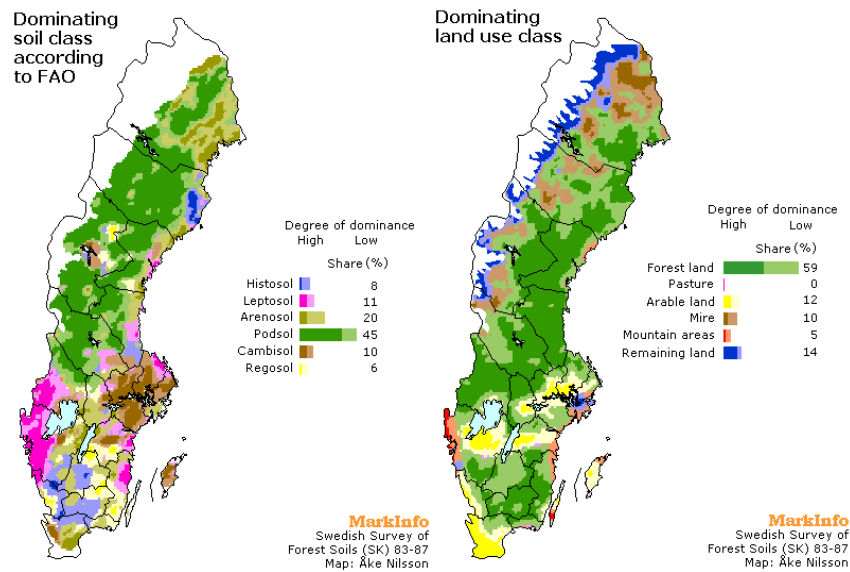 Dominating
soil class
according
to FAO
Degree of dominance
High Low
Share (%)
Histosol 8
Leptosol 11
Arenosol 20
Podsol 45
Cambisol 10
Regosol 6
MarkInfo
Swedish Survey of
Forest Soils (SK) 83-87
Map: Åke Nilsson
Dominating
land use class
Degree of dominance
High Low
Share (%)
Forest land 59
Pasture 0
Arable land 12
Mire 10
Mountain areas 5
Remaining land 14
MarkInfo
Swedish Survey of
Forest Soils (SK) 83-87
Map: Åke Nilsson